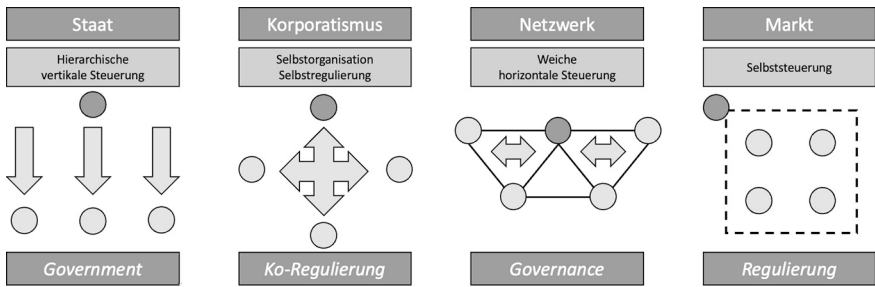 Staat
Hierarchische
vertikale Steuerung
Government
Korporatismus
Selbstorganisation
Selbstregulierung
Ko-Regulierung
Netzwerk
Weiche
horizontale Steuerung
Governance
Markt
Selbststeuerung
Regulierung